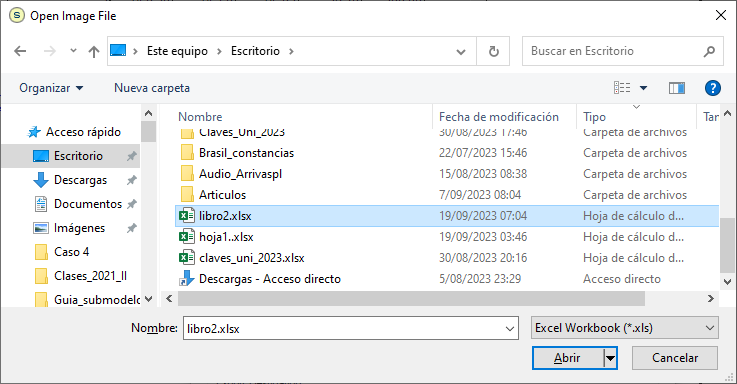 S Open Image File
Este equipo > Escritorio >
Buscar en Escritorio
Organizar Nueva carpeta ?
Nombre Fecha de modificación Tipo Tar
Acceso rápido
Escritorio
Descargas
Documentos
Imágenes
Caso 4
Clases_2021_II
Guia_submodelo
Claves_Uni_2023 30/08/2023 17:46 Carpeta de archivos
Brasil_constancias 22/07/2023 15:46 Carpeta de archivos
Audio_Arrivaspl 15/08/2023 08:38 Carpeta de archivos
Articulos 7/09/2023 08:04 Carpeta de archivos
libro2.xlsx 19/09/2023 07:04 Hoja de cálculo d...
hoja1..xlsx 19/09/2023 03:46 Hoja de cálculo d...
claves_uni_2023.xlsx 30/08/2023 20:16 Hoja de cálculo d...
Descargas - Acceso directo 5/08/2023 23:29 Acceso directo
Nombre: libro2.xlsx Excel Workbook (*.xls)
Abrir Cancelar